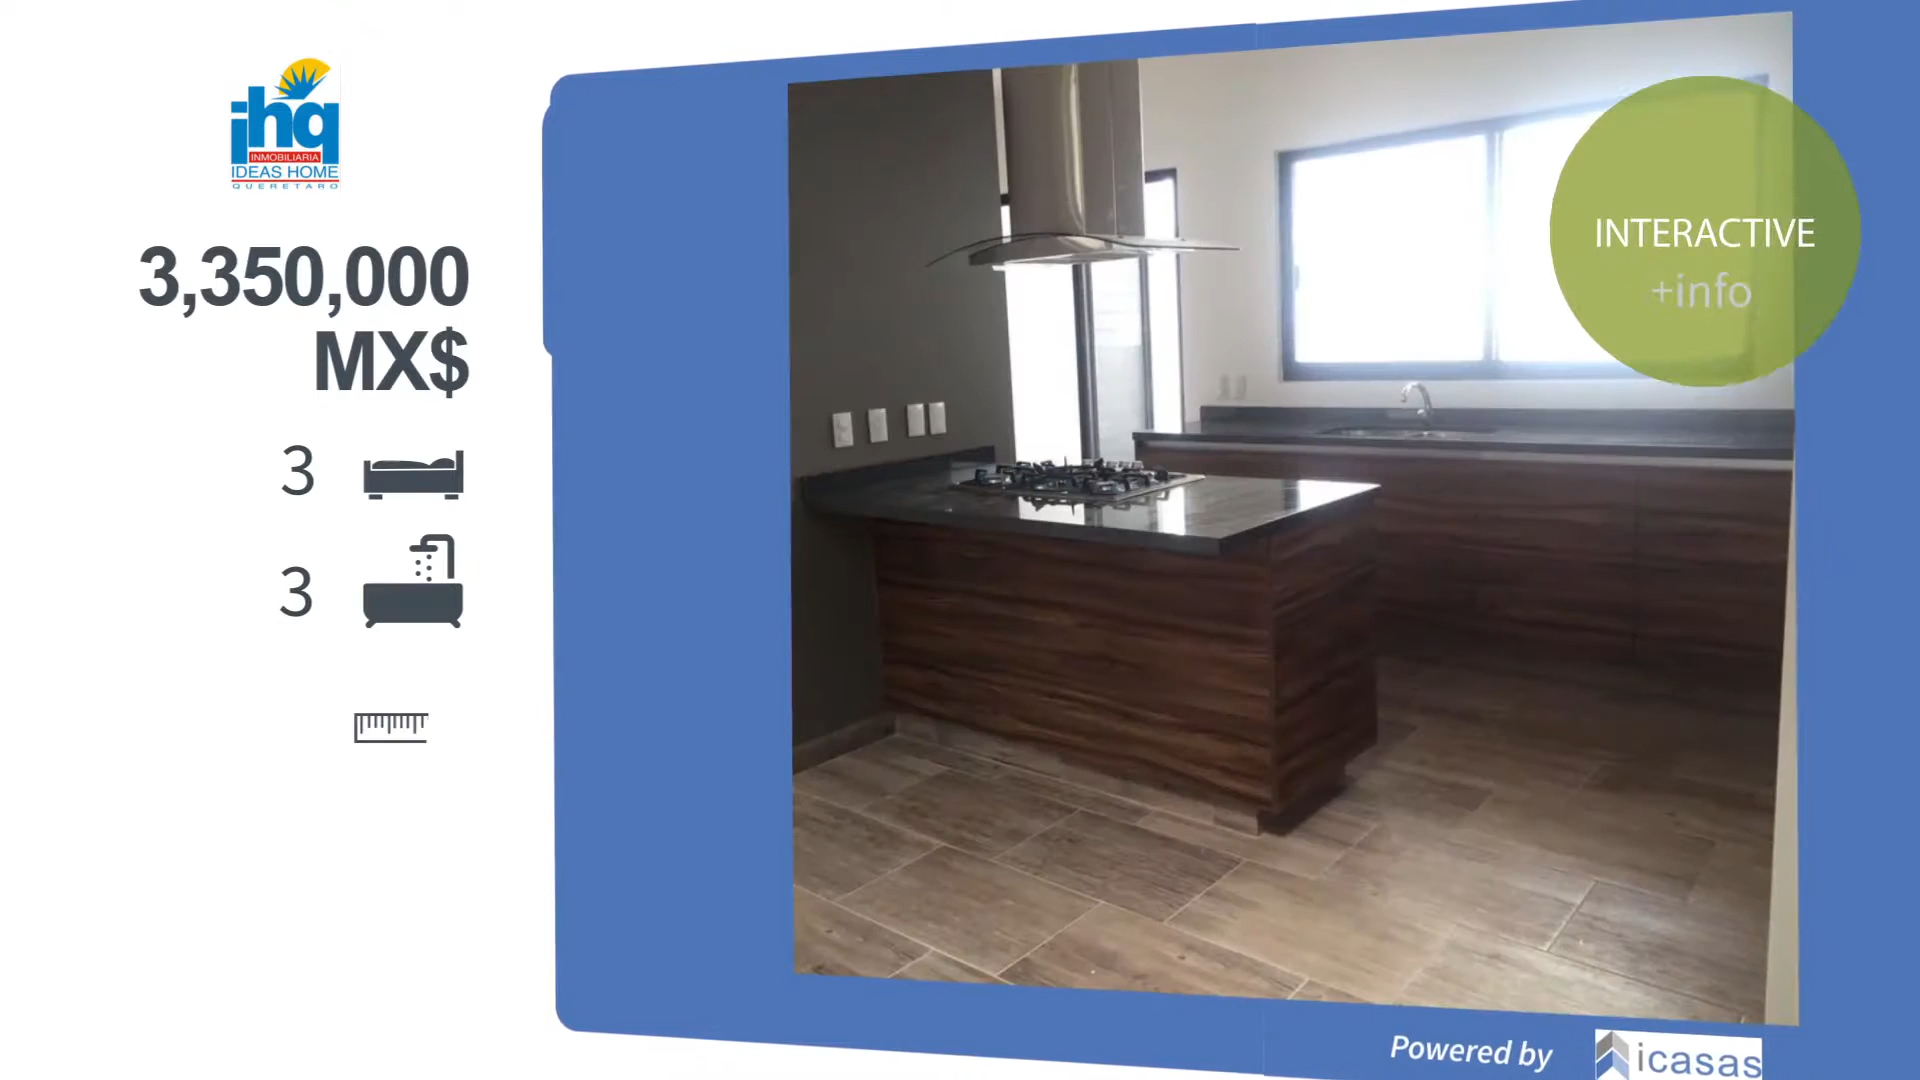 ihq
INMOBILIARIA
IDEAS HOME
QUERETARO
3,350,000
MX$
3
3
INTERACTIVE
+info
Powered by
icasas